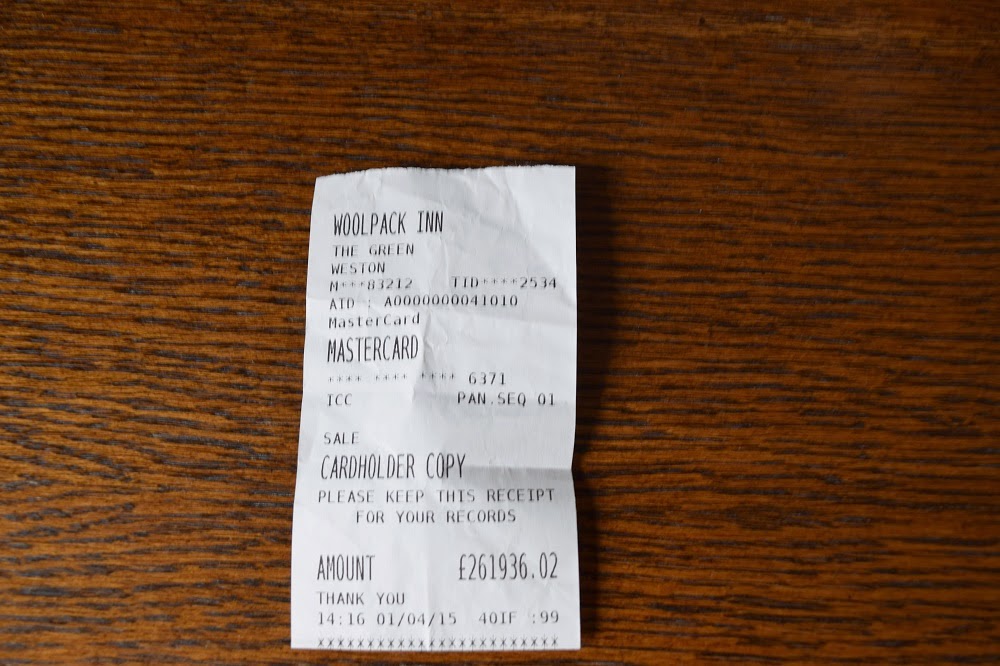 WOOLPACK INN
THE GREEN
WESTON
M***83212 TID****2534
AID : A0000000041010
MasterCard
MASTERCARD
**** **** **** 6371
ICC PAN.SEQ 01
SALE
CARDHOLDER COPY
PLEASE KEEP THIS RECEIPT
FOR YOUR RECORDS
AMOUNT £261936.02
THANK YOU
14:16 01/04/15 40IF :99
xxxxxxxxxxxxxxxxxxxxxxxx